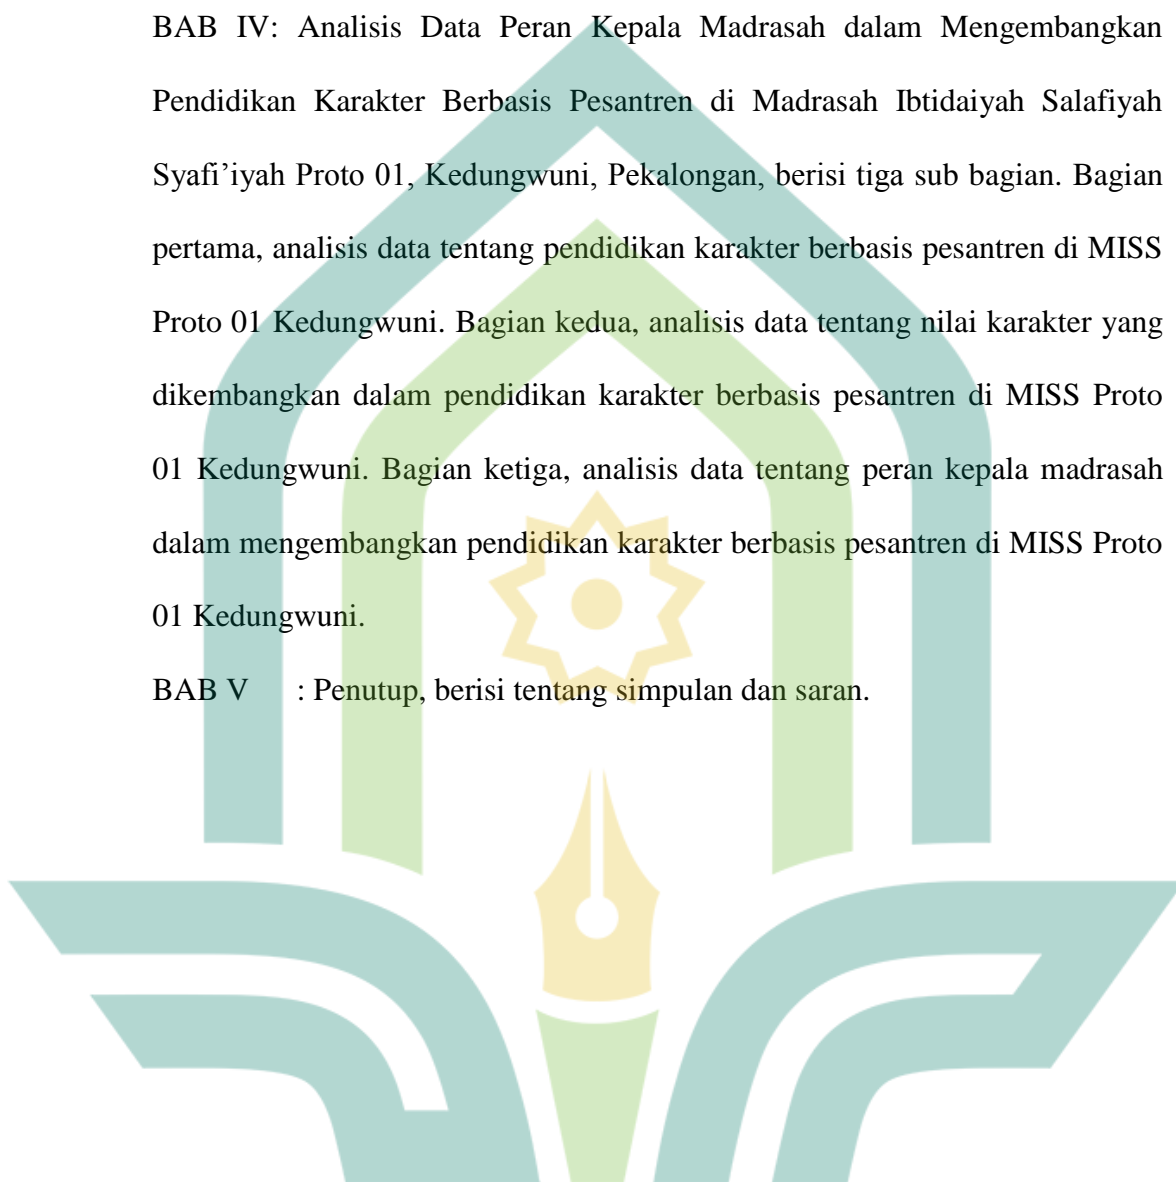 BAB IV: Analisis Data Peran Kepala Madrasah dalam Mengembangkan
Pendidikan Karakter Berbasis Pesantren di Madrasah Ibtidaiyah Salafiyah
Syafi’iyah Proto 01, Kedungwuni, Pekalongan, berisi tiga sub bagian. Bagian
pertama, analisis data tentang pendidikan karakter berbasis pesantren di MISS
Proto 01 Kedungwuni. Bagian kedua, analisis data tentang nilai karakter yang
dikembangkan dalam pendidikan karakter berbasis pesantren di MISS Proto
01 Kedungwuni. Bagian ketiga, analisis data tentang peran kepala madrasah
dalam mengembangkan pendidikan karakter berbasis pesantren di MISS Proto
01 Kedungwuni.
BAB V : Penutup, berisi tentang simpulan dan saran.